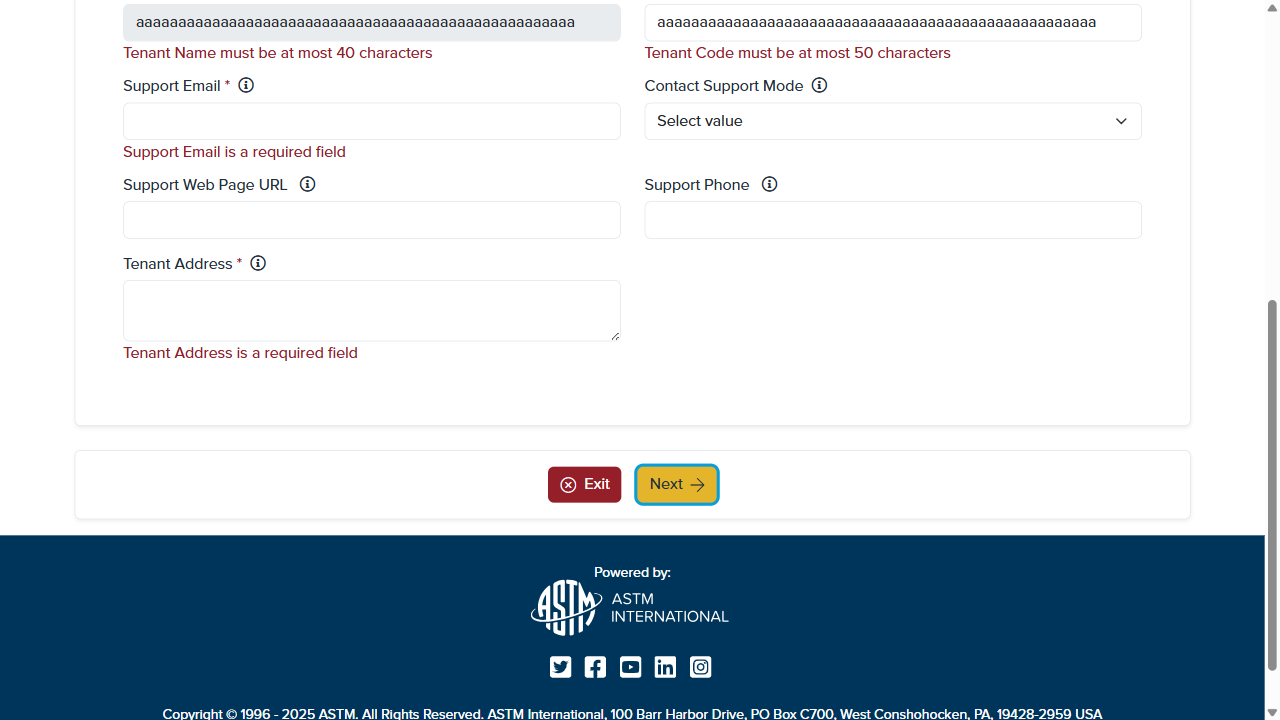 aaaaaaaaaaaaaaaaaaaaaaaaaaaaaaaaaaaaaaaaaaaaaaaaaaa aaaaaaaaaaaaaaaaaaaaaaaaaaaaaaaaaaaaaaaaaaaaaaaaaaa
Tenant Name must be at most 40 characters Tenant Code must be at most 50 characters
Support Email * Contact Support Mode
Select value
Support Email is a required field
Support Web Page URL Support Phone
Tenant Address *
Tenant Address is a required field
Exit Next
Powered by:
ASTM ASTM
INTERNATIONAL
Copyright © 1996 - 2025 ASTM. All Rights Reserved. ASTM International, 100 Barr Harbor Drive, PO Box C700, West Conshohocken, PA, 19428-2959 USA